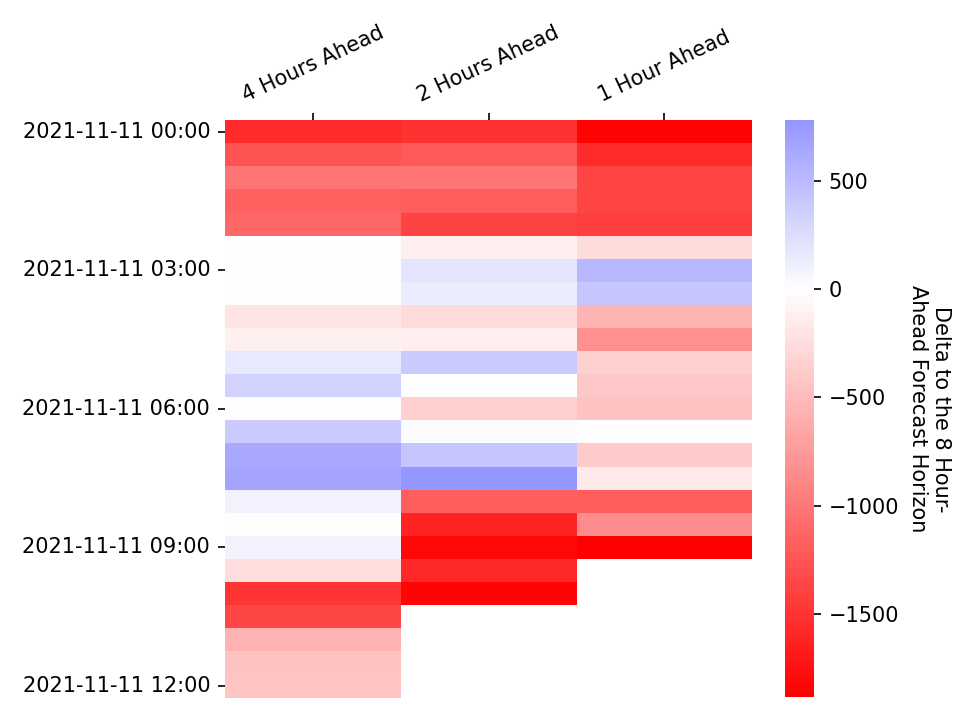 4 Hours Ahead
2 Hours Ahead
1 Hour Ahead
2021-11-11 00:00
2021-11-11 03:00
2021-11-11 06:00
2021-11-11 09:00
2021-11-11 12:00
500
0
−500
−1000
−1500
Delta to the 8 Hour-
Ahead Forecast Horizon